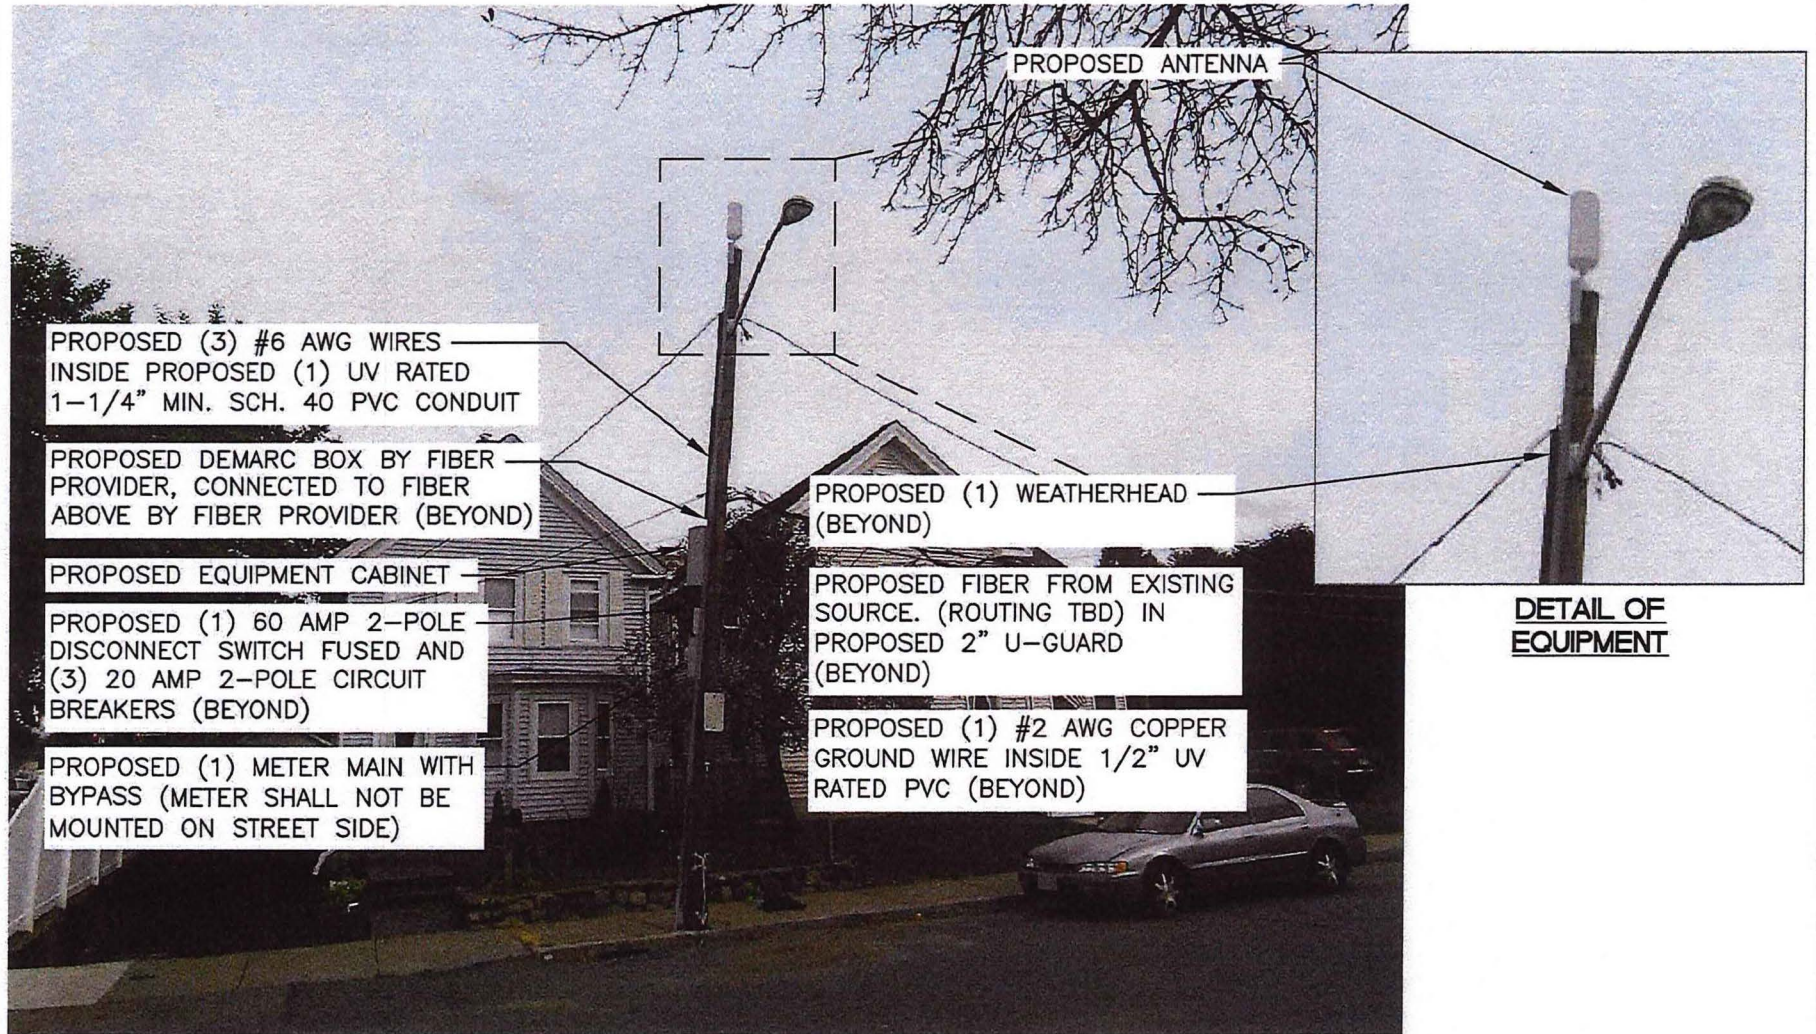 PROPOSED ANTENNA
PROPOSED (3) #6 AWG WIRES
INSIDE PROPOSED (1) UV RATED
1-1/4" MIN. SCH. 40 PVC CONDUIT
PROPOSED DEMARC BOX BY FIBER
PROVIDER, CONNECTED TO FIBER
ABOVE BY FIBER PROVIDER (BEYOND)
PROPOSED EQUIPMENT CABINET
PROPOSED (1) 60 AMP 2-POLE
DISCONNECT SWITCH FUSED AND
(3) 20 AMP 2-POLE CIRCUIT
BREAKERS (BEYOND)
PROPOSED (1) METER MAIN WITH
BYPASS (METER SHALL NOT BE
MOUNTED ON STREET SIDE)
PROPOSED (1) WEATHERHEAD
(BEYOND)
PROPOSED FIBER FROM EXISTING
SOURCE. (ROUTING TBD) IN
PROPOSED 2" U-GUARD
(BEYOND)
PROPOSED (1) #2 AWG COPPER
GROUND WIRE INSIDE 1/2" UV
RATED PVC (BEYOND)
DETAIL OF
EQUIPMENT